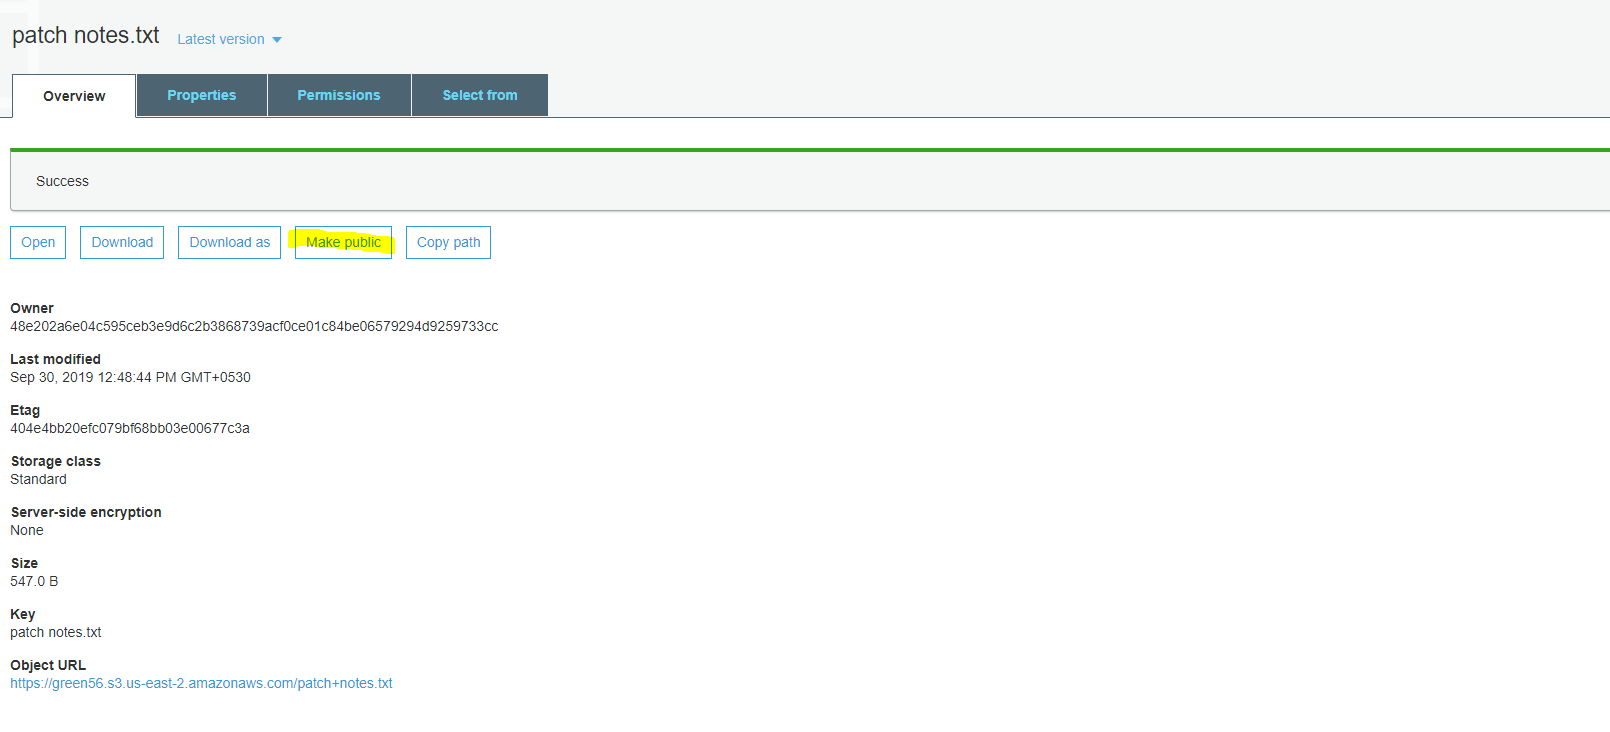 patch notes.txt Latest version
Overview Properties Permissions Select from
Success
Open Download Download as Make public Copy path
Owner
48e202a6e04c595ceb3e9d6c2b3868739acf0ce01c84be06579294d9259733cc
Last modified
Sep 30, 2019 12:48:44 PM GMT+0530
Etag
404e4bb20efc079bf68bb03e00677c3a
Storage class
Standard
Server-side encryption
None
Size
547.0 B
Key
patch notes.txt
Object URL
https://green56.s3.us-east-2.amazonaws.com/patch+notes.txt